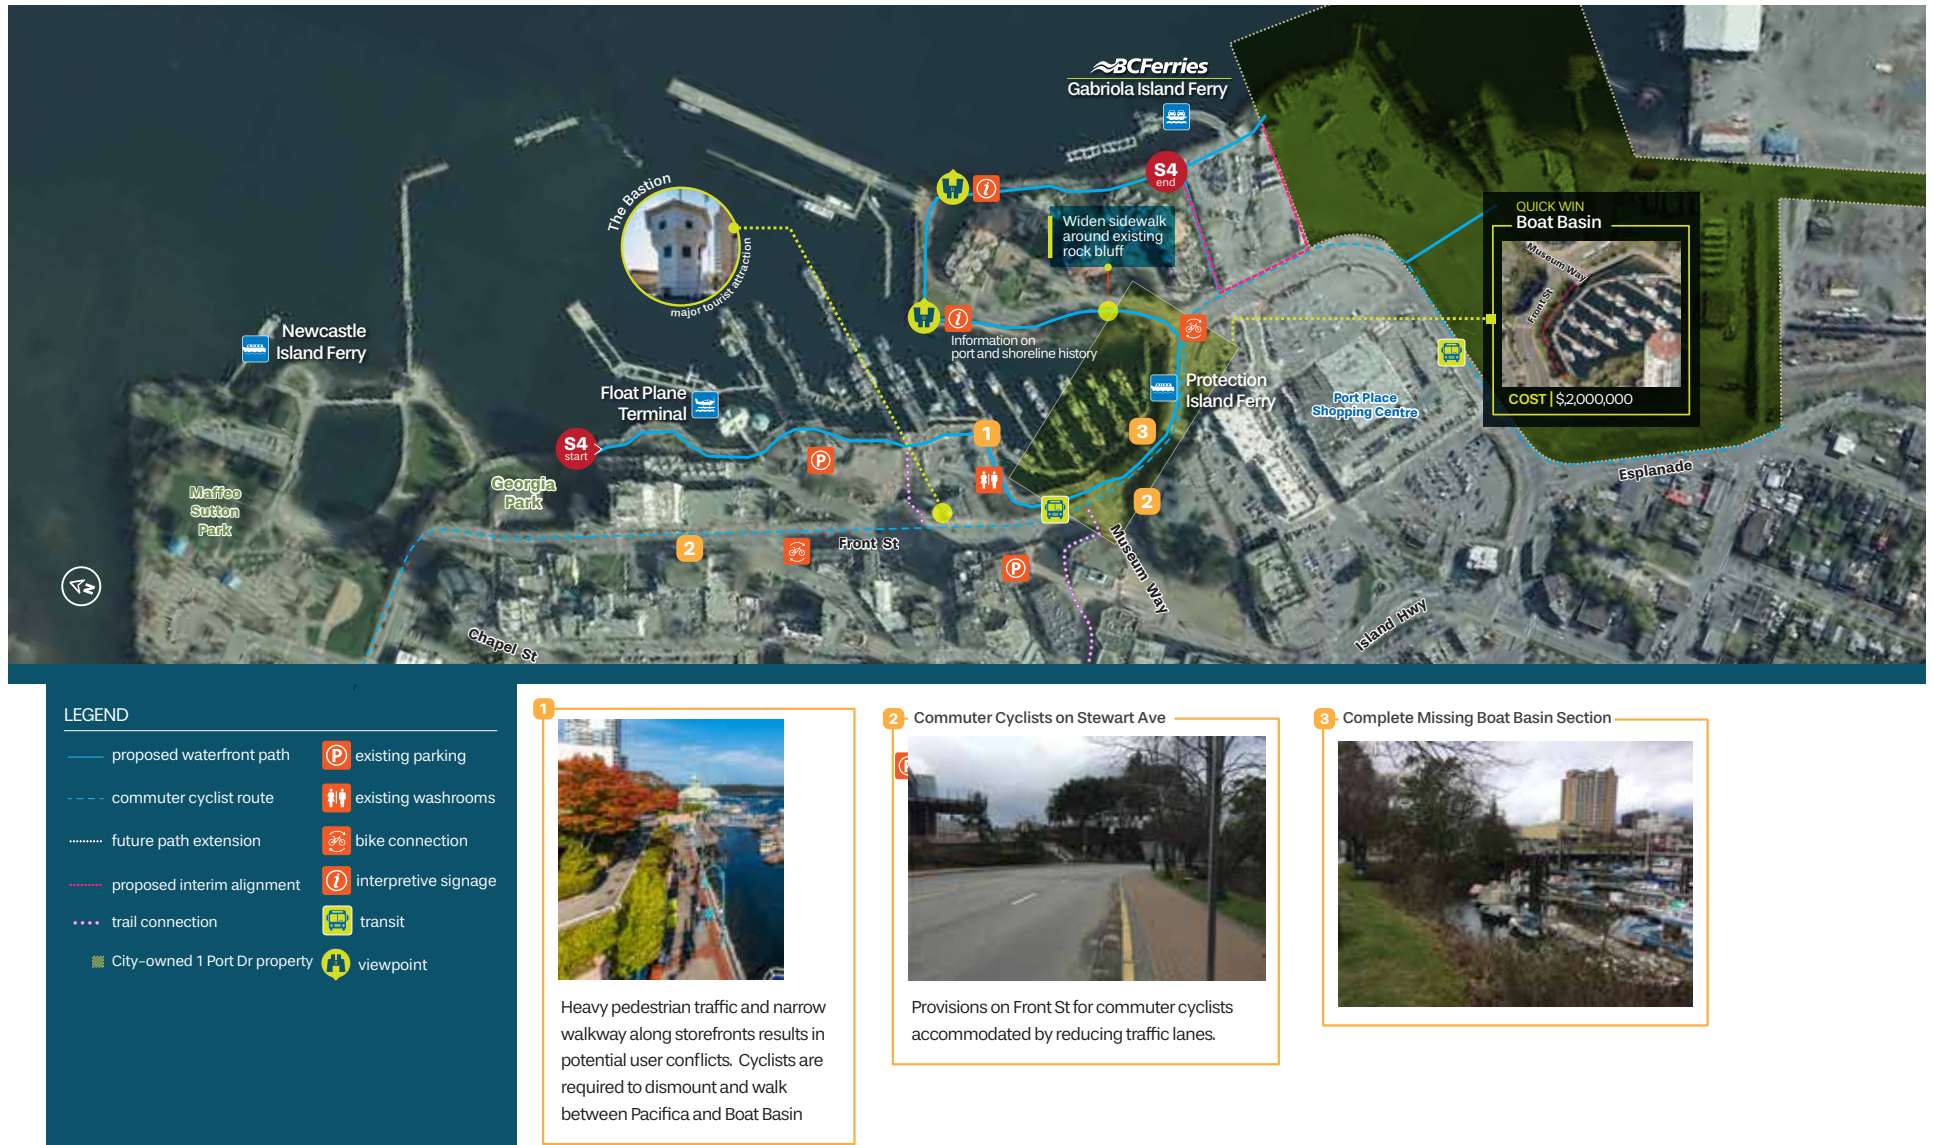 BCFerries
Gabriola Island Ferry
S4
end
The Bastion
major tourist attraction
Widen sidewalk
around existing
rock bluff
QUICK WIN
Boat Basin
Museum Way
Front St
COST | $2,000,000
Newcastle
Island Ferry
Information on
port and shoreline history
Float Plane
Terminal
Protection
Island Ferry
Port Place
Shopping Centre
S4
start
1
3
2
2
P
P
i
i
Georgia
Park
Maffeo
Sutton
Park
Esplanade
Front St
Museum Way
Island Hwy
Chapel St
N
LEGEND
proposed waterfront path
commuter cyclist route
future path extension
proposed interim alignment
trail connection
City-owned 1 Port Dr property
P existing parking
existing washrooms
bike connection
i interpretive signage
transit
viewpoint
1
Heavy pedestrian traffic and narrow
walkway along storefronts results in
potential user conflicts. Cyclists are
required to dismount and walk
between Pacifica and Boat Basin
2 Commuter Cyclists on Stewart Ave
Provisions on Front St for commuter cyclists
accommodated by reducing traffic lanes.
3 Complete Missing Boat Basin Section